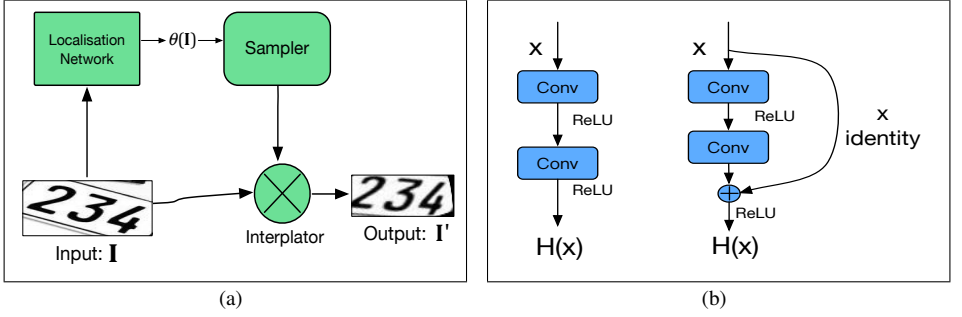 Localisation
Network
θ(I)
Sampler
234
234
Interplator
Input: I
Output: I'
(a)
x
Conv
ReLU
Conv
ReLU
H(x)
x
Conv
ReLU
Conv
+
ReLU
H(x)
x
identity
(b)